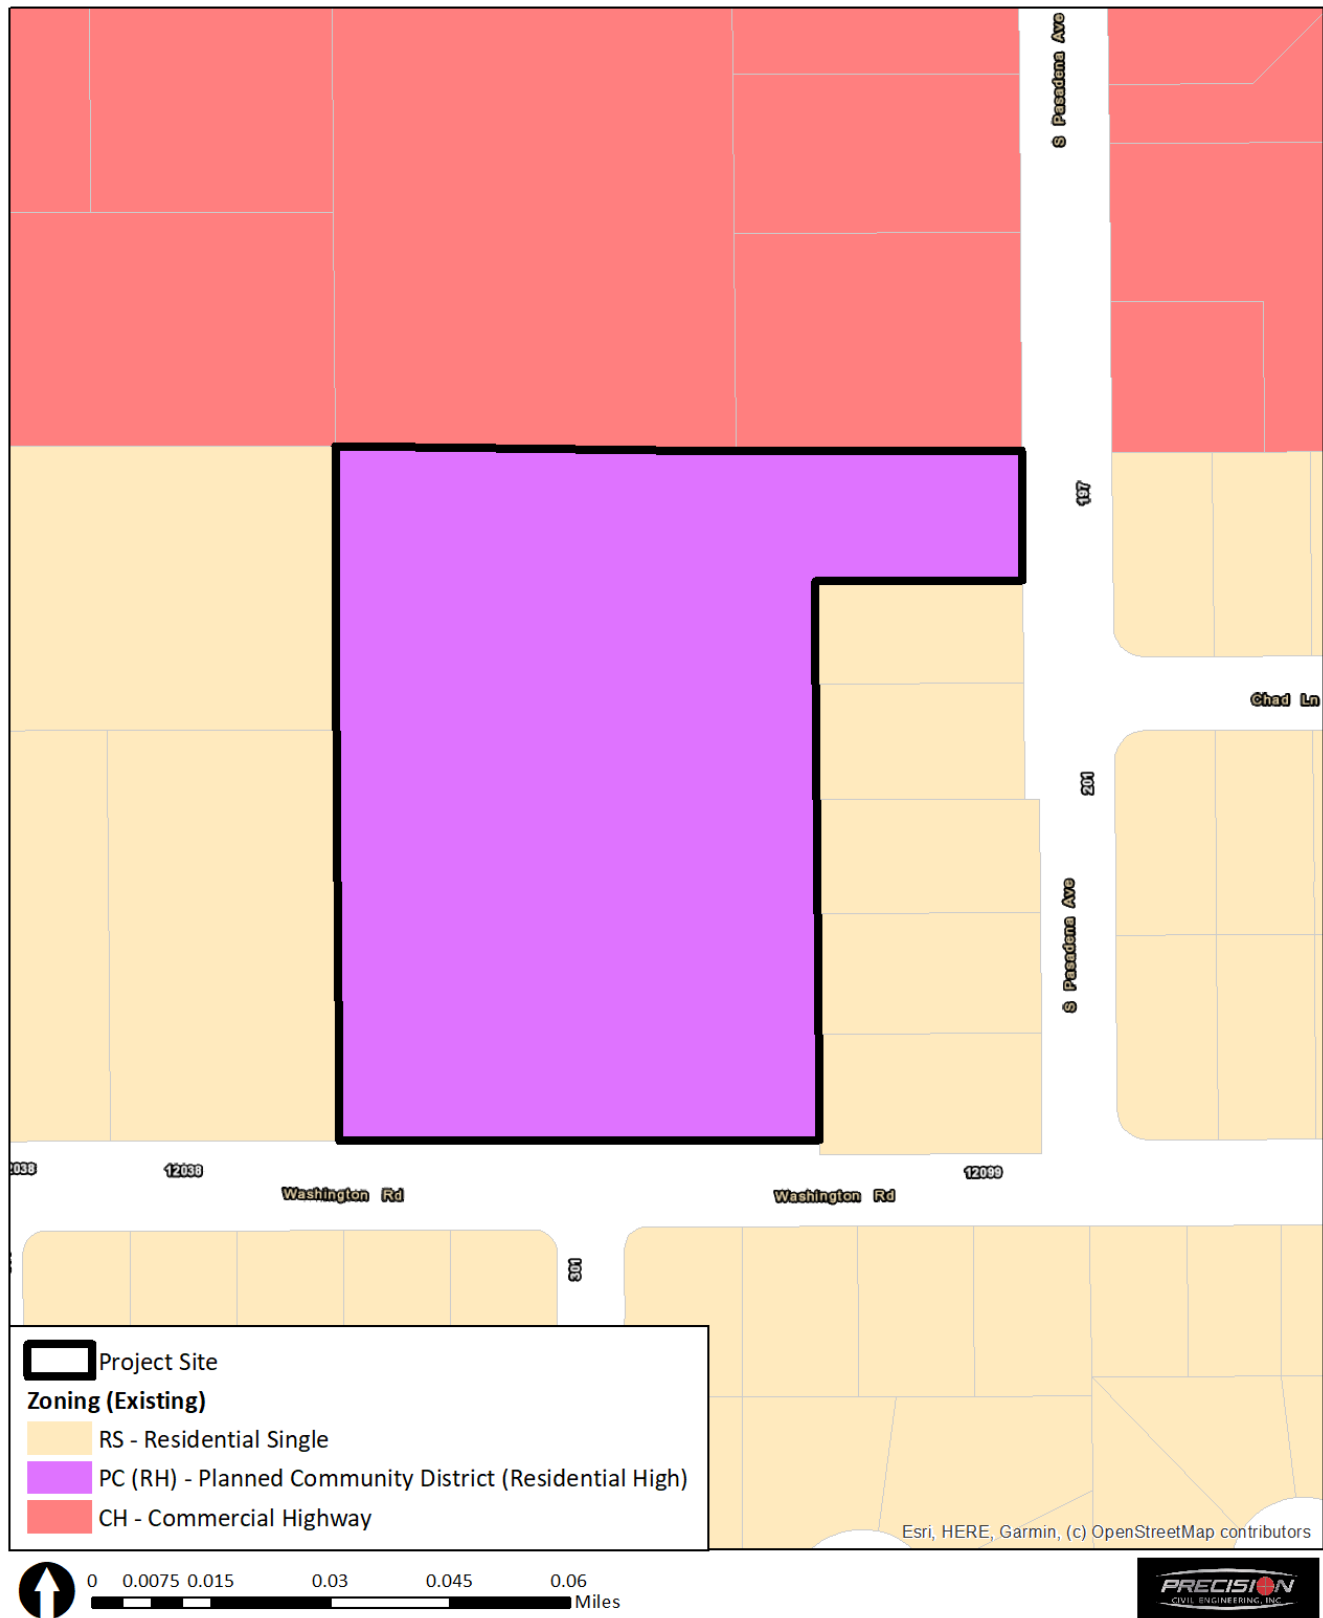 S Pasadena Ave
197
Chad Ln
201
S Pasadena Ave
12038
12099
Washington Rd
Washington Rd
301
Project Site
Zoning (Existing)
RS - Residential Single
PC (RH) - Planned Community District (Residential High)
CH - Commercial Highway
Esri, HERE, Garmin, (c) OpenStreetMap contributors
0 0.0075 0.015 0.03 0.045 0.06
Miles
PRECISION
CIVIL ENGINEERING, INC.